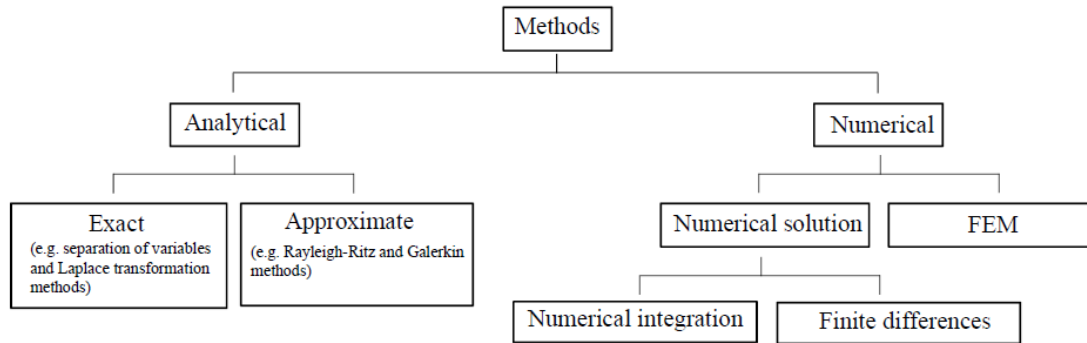 Methods
Analytical
Numerical
Exact
(e.g. separation of variables
and Laplace transformation
methods)
Approximate
(e.g. Rayleigh-Ritz and Galerkin
methods)
Numerical solution
FEM
Numerical integration
Finite differences